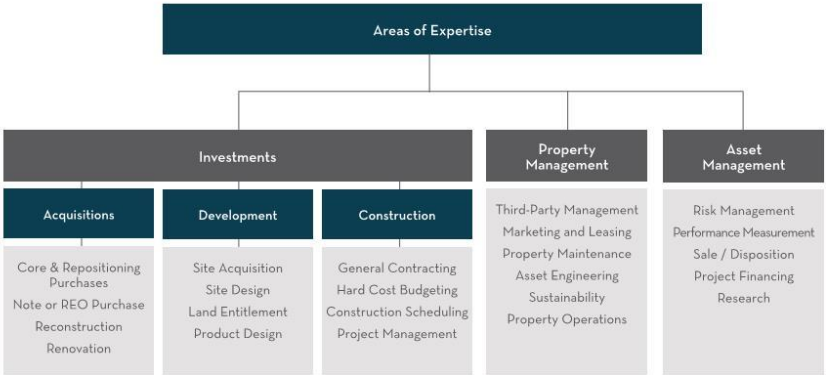 Areas of Expertise
Investments
Property
Management
Asset
Management
Acquisitions
Development
Construction
Core & Repositioning
Purchases
Note or REO Purchase
Reconstruction
Renovation
Site Acquisition
Site Design
Land Entitlement
Product Design
General Contracting
Hard Cost Budgeting
Construction Scheduling
Project Management
Third-Party Management
Marketing and Leasing
Property Maintenance
Asset Engineering
Sustainability
Property Operations
Risk Management
Performance Measurement
Sale / Disposition
Project Financing
Research